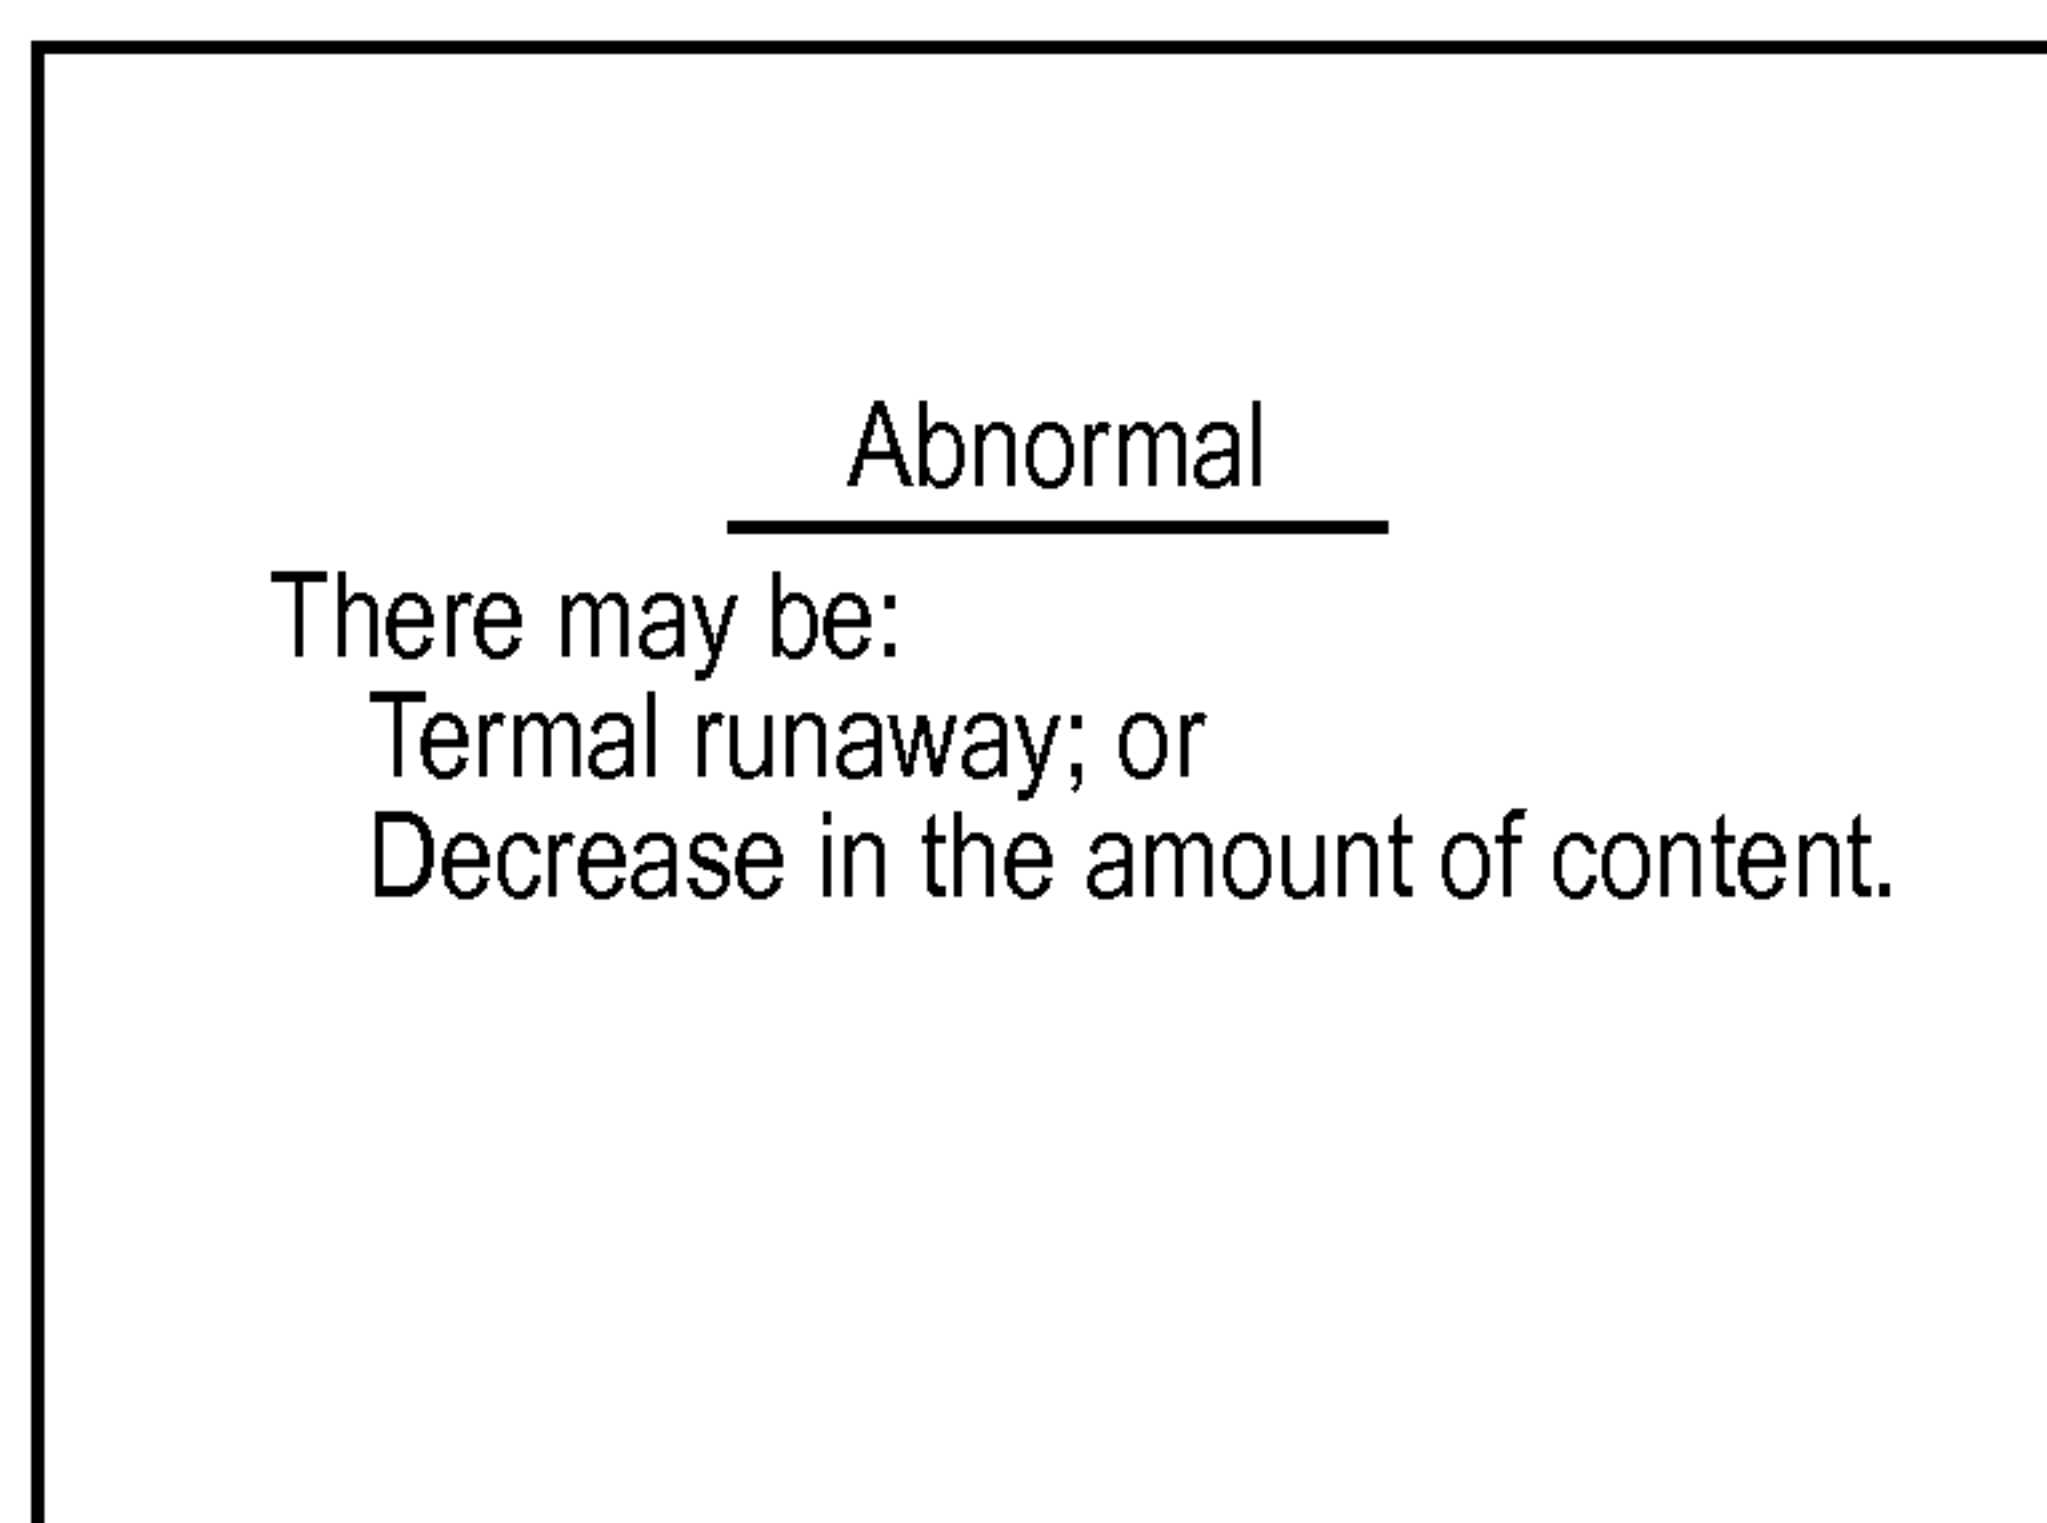 Abnormal
There may be:
Termal runaway; or
Decrease in the amount of content.